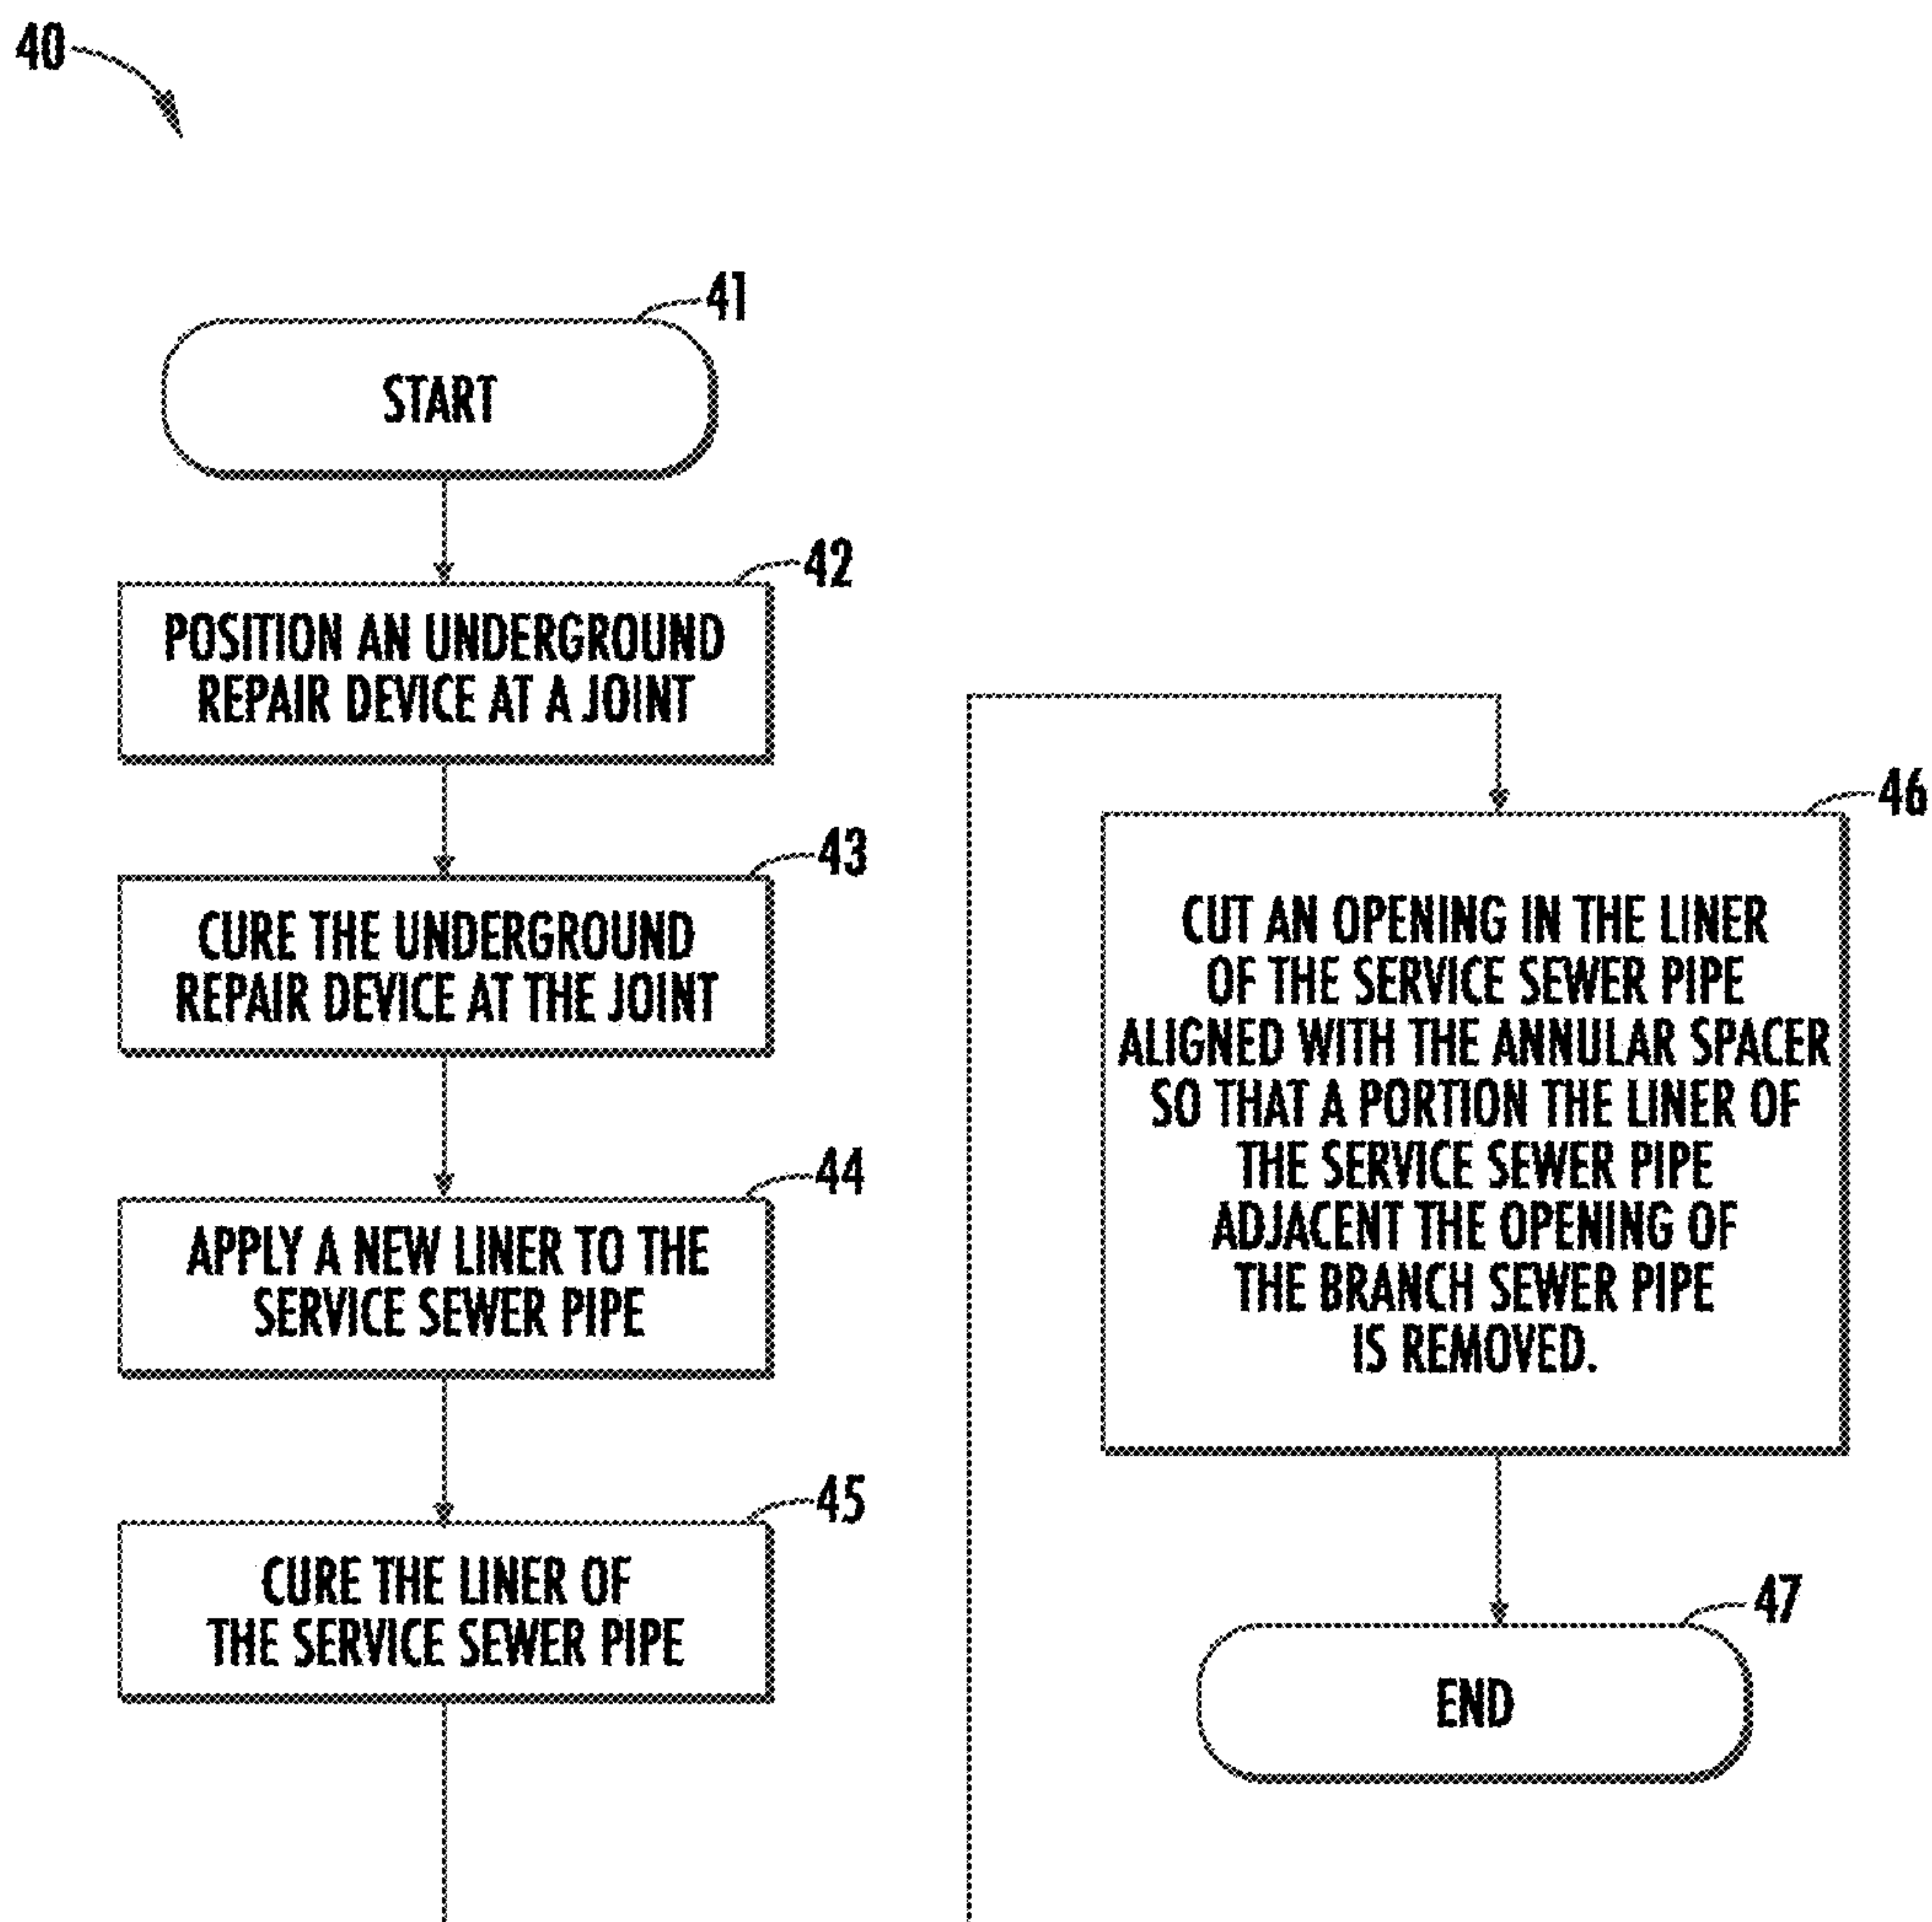 40
41
START
42
POSITION AN UNDERGROUND
REPAIR DEVICE AT A JOINT
43
CURE THE UNDERGROUND
REPAIR DEVICE AT THE JOINT
44
APPLY A NEW LINER TO THE
SERVICE SEWER PIPE
45
CURE THE LINER OF
THE SERVICE SEWER PIPE
46
CUT AN OPENING IN THE LINER
OF THE SERVICE SEWER PIPE
ALIGNED WITH THE ANNULAR SPACER
SO THAT A PORTION THE LINER OF
THE SERVICE SEWER PIPE
ADJACENT THE OPENING OF
THE BRANCH SEWER PIPE
IS REMOVED.
47
END